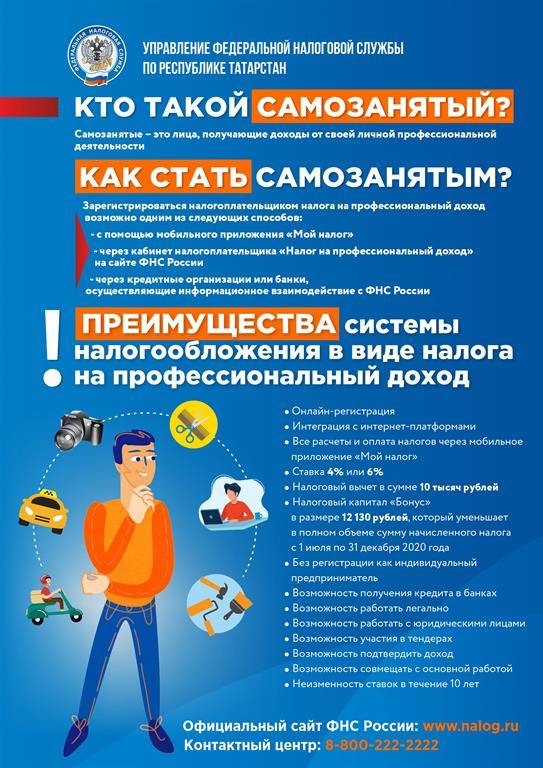 УПРАВЛЕНИЕ ФЕДЕРАЛЬНОЙ НАЛОГОВОЙ СЛУЖБЫ
ПО РЕСПУБЛИКЕ ТАТАРСТАН
КТО ТАКОЙ САМОЗАНЯТЫЙ?
Самозанятые – это лица, получающие доходы от своей личной профессиональной
деятельности
КАК СТАТЬ САМОЗАНЯТЫМ?
Зарегистрироваться налогоплательщиком налога на профессиональный доход
возможно одним из следующих способов:
- с помощью мобильного приложения «Мой налог»
- через кабинет налогоплательщика «Налог на профессиональный доход»
на сайте ФНС России
- через кредитные организации или банки,
осуществляющие информационное взаимодействие с ФНС России
! ПРЕИМУЩЕСТВА системы
налогообложения в виде налога
на профессиональный доход
• Онлайн-регистрация
• Интеграция с интернет-платформами
• Все расчеты и оплата налогов через мобильное
приложение «Мой налог»
• Ставка 4% или 6%
• Налоговый вычет в сумме 10 тысяч рублей
• Налоговый капитал «Бонус»
в размере 12 130 рублей, который уменьшает
в полном объеме сумму начисленного налога
с 1 июля по 31 декабря 2020 года
• Без регистрации как индивидуальный
предприниматель
• Возможность получения кредита в банках
• Возможность работать легально
• Возможность работать с юридическими лицами
• Возможность участия в тендерах
• Возможность подтвердить доход
• Возможность совмещать с основной работой
• Неизменность ставок в течение 10 лет
Официальный сайт ФНС России: www.nalog.ru
Контактный центр: 8-800-222-2222